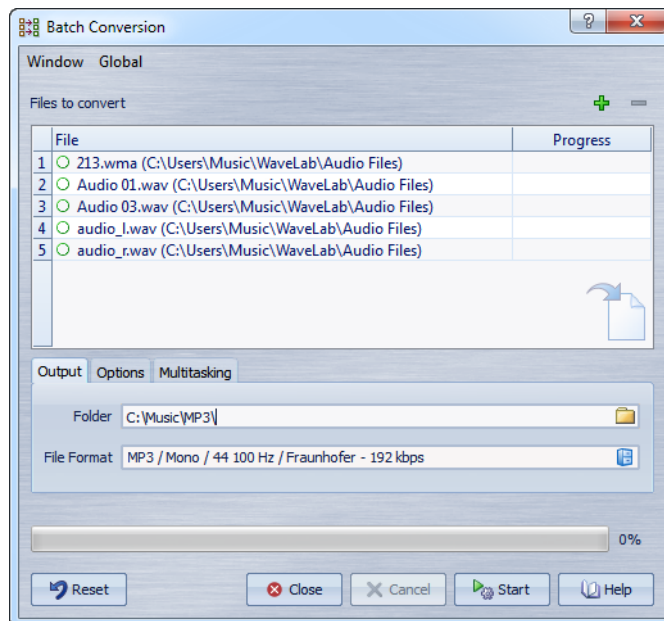 Batch Conversion
Window Global
Files to convert
File Progress
1 213.wma (C:\Users\Music\WaveLab\Audio Files)
2 Audio 01.wav (C:\Users\Music\WaveLab\Audio Files)
3 Audio 03.wav (C:\Users\Music\WaveLab\Audio Files)
4 audio_l.wav (C:\Users\Music\WaveLab\Audio Files)
5 audio_r.wav (C:\Users\Music\WaveLab\Audio Files)
Output Options Multitasking
Folder C:\Music\MP3\
File Format MP3 / Mono / 44 100 Hz / Fraunhofer - 192 kbps
0%
Reset Close Cancel Start Help